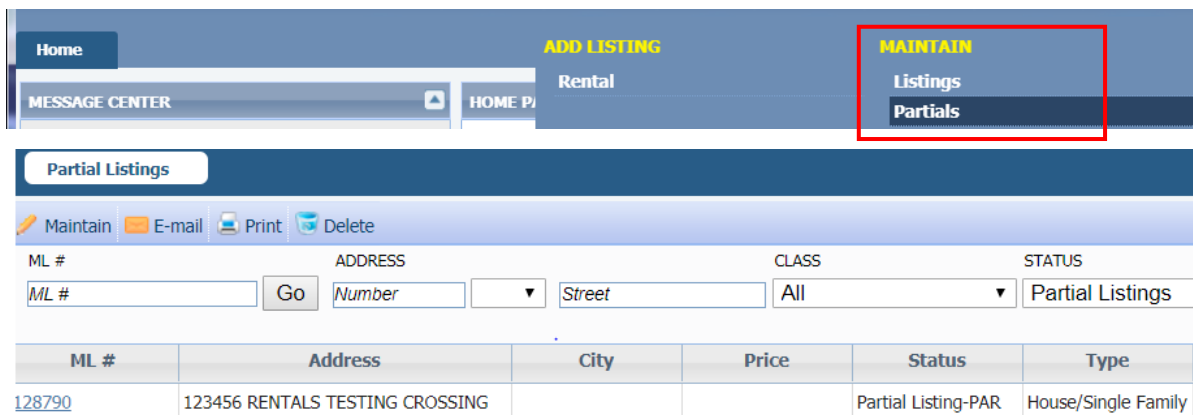 Home ADD LISTING MAINTAIN
Rental Listings
MESSAGE CENTER HOME
Partials
Partial Listings
Maintain E-mail Print Delete
ML # ADDRESS CLASS STATUS
ML # Go Number Street All Partial Listings
ML # Address City Price Status Type
128790 123456 RENTALS TESTING CROSSING Partial Listing-PAR House/Single Family